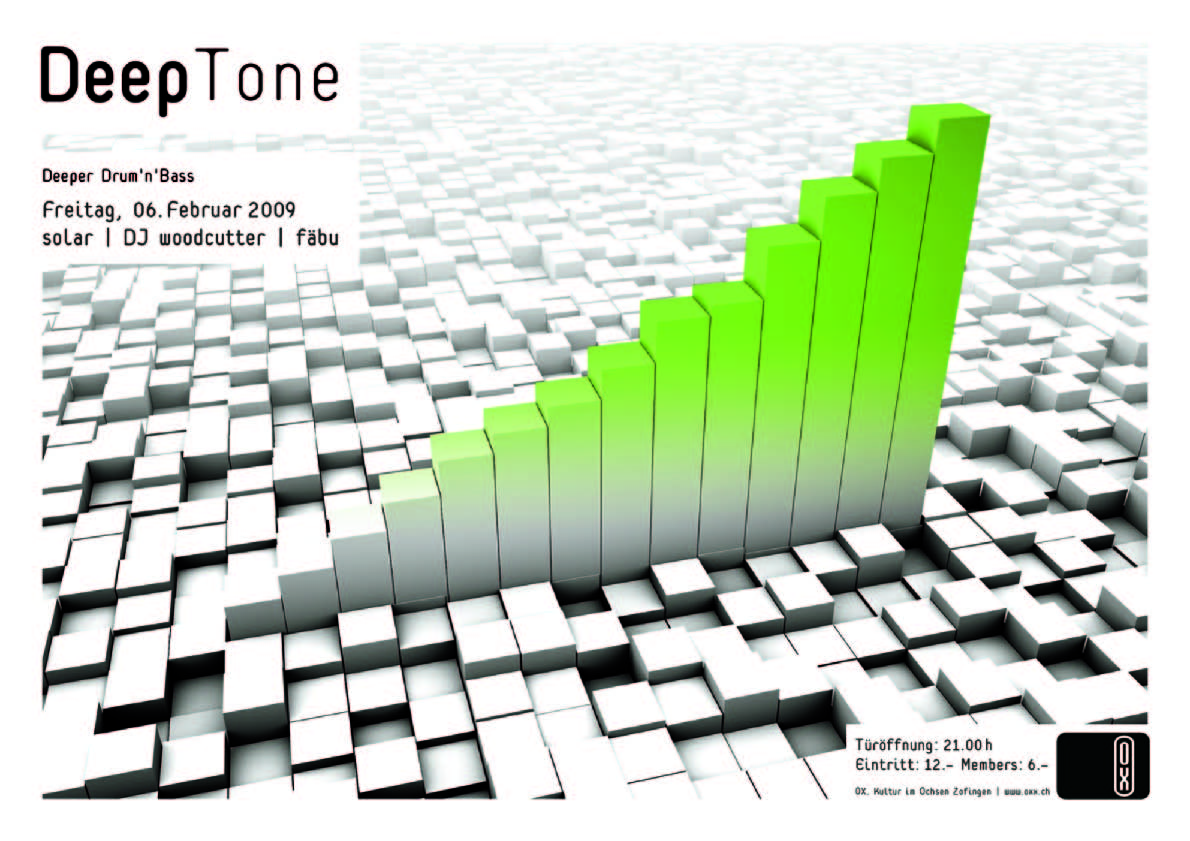 DeepTone
Deeper Drum'n'Bass
Freitag, 06.Februar 2009
solar | DJ woodcutter | fäbu
Türöffnung: 21.00h
Eintritt: 12.– Members: 6.–
OX. Kultur im Ochsen Zofingen | www.oxx.ch
OX